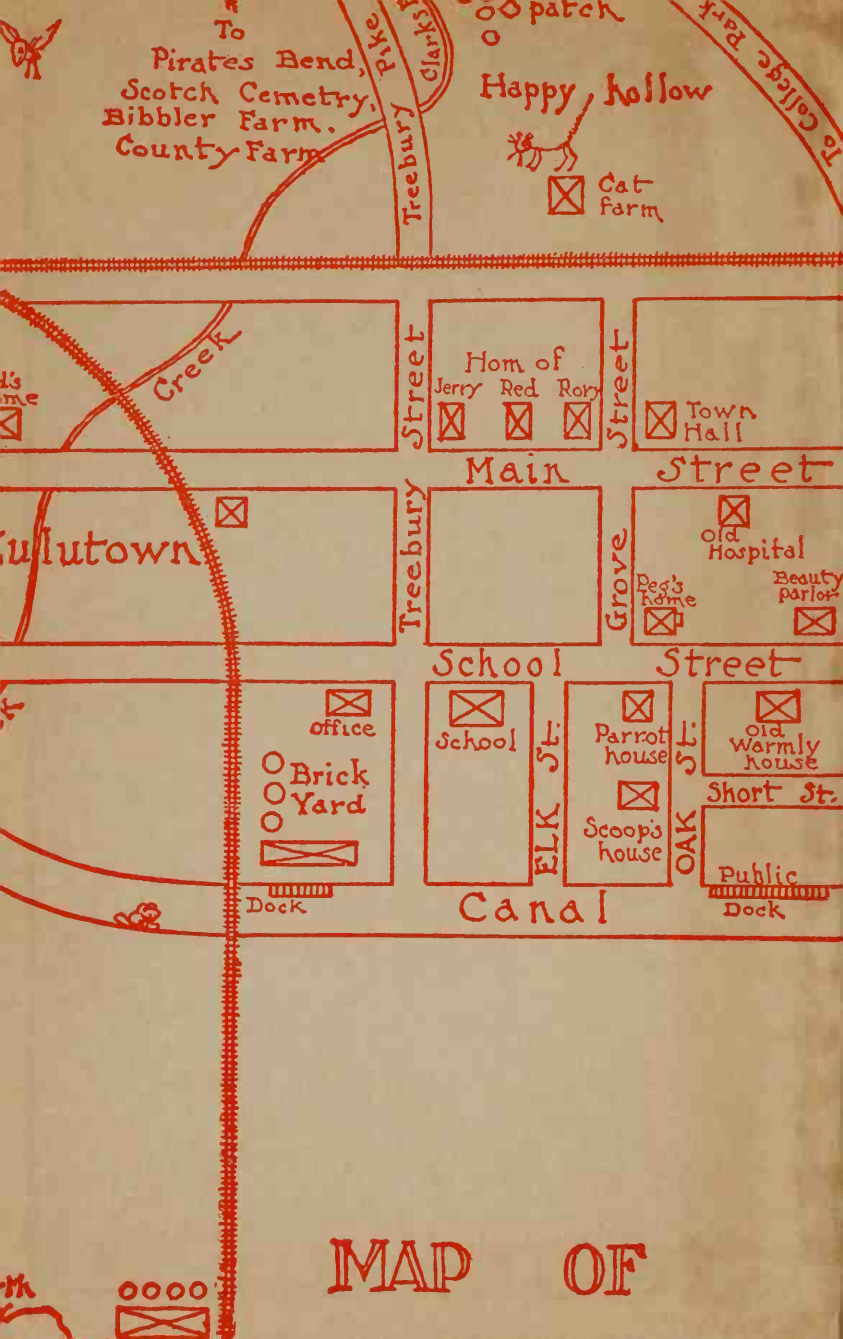 To
Pirates Bend,
Scotch Cemetry,
Bibbler Farm.
County Farm
Treebury Pike
patch
Happy hollow
Cat
farm
To College Park
Creek
Street
Hom of
Jerry Red Rory
Street
Town
Hall
Main Street
Treebury
Grove
Old
Hospital
Peg's
home
Beauty
parlor
School Street
office
Brick
Yard
School
ELK St.
Parrot
house
Scoop's
house
OAK St.
Old
Warmly
house
Short St.
Public
Dock
Dock
Canal
MAP OF